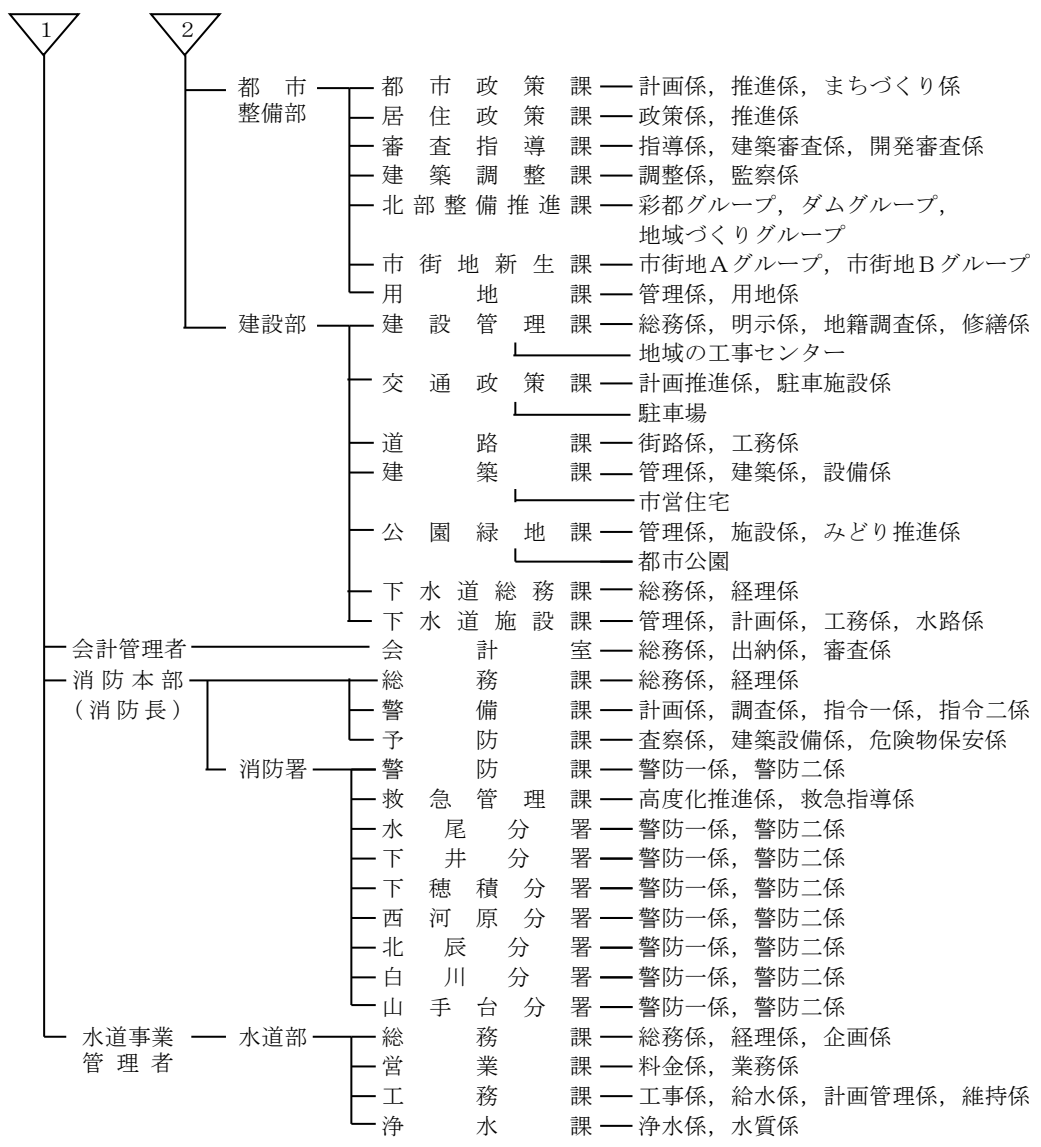 1 2
都市 都市政策課 計画係，推進係，まちづくり係
整備部 居住政策課 政策係，推進係
審査指導課 指導係，建築審査係，開発審査係
建築調整課 調整係，監察係
北部整備推進課 彩都グループ，ダムグループ，
地域づくりグループ
市街地新生課 市街地Ａグループ，市街地Ｂグループ
用地課 管理係，用地係
建設部 建設管理課 総務係，明示係，地籍調査係，修繕係
地域の工事センター
交通政策課 計画推進係，駐車施設係
駐車場
道路課 街路係，工務係
建築課 管理係，建築係，設備係
市営住宅
公園緑地課 管理係，施設係，みどり推進係
都市公園
下水道総務課 総務係，経理係
下水道施設課 管理係，計画係，工務係，水路係
会計管理者 会計室 総務係，出納係，審査係
消防本部 総務課 総務係，経理係
（消防長） 警備課 計画係，調査係，指令一係，指令二係
予防課 査察係，建築設備係，危険物保安係
消防署 警防課 警防一係，警防二係
救急管理課 高度化推進係，救急指導係
水尾分署 警防一係，警防二係
下井分署 警防一係，警防二係
下穂積分署 警防一係，警防二係
西河原分署 警防一係，警防二係
北辰分署 警防一係，警防二係
白川分署 警防一係，警防二係
山手台分署 警防一係，警防二係
水道事業 水道部 総務課 総務係，経理係，企画係
管理者 営業課 料金係，業務係
工務課 工事係，給水係，計画管理係，維持係
浄水課 浄水係，水質係